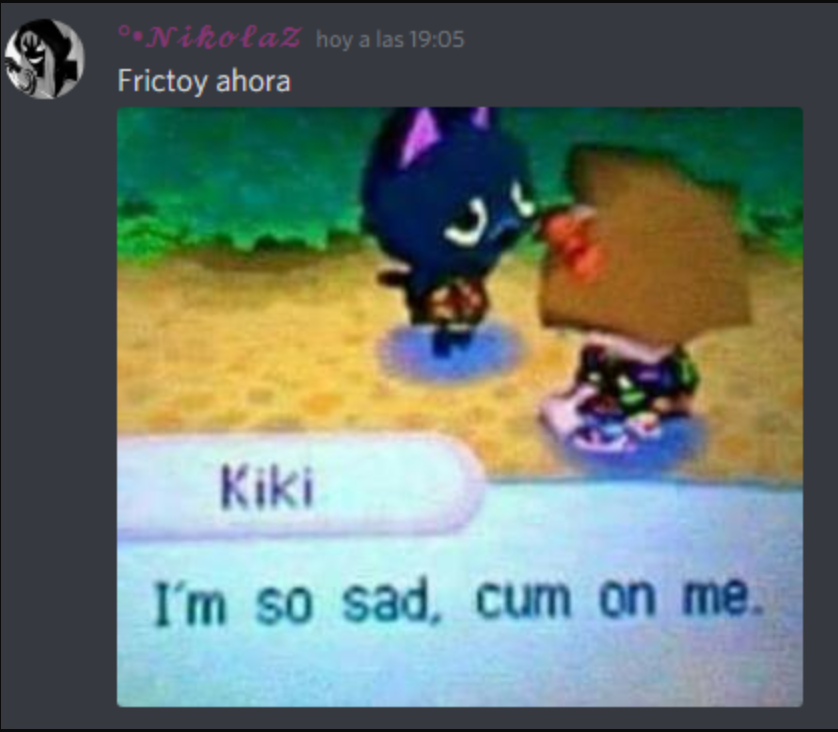 °•𝓝𝓲𝓴𝓸𝓵𝓪𝓩 hoy a las 19:05
Frictoy ahora
Kiki
I'm so sad, cum on me.